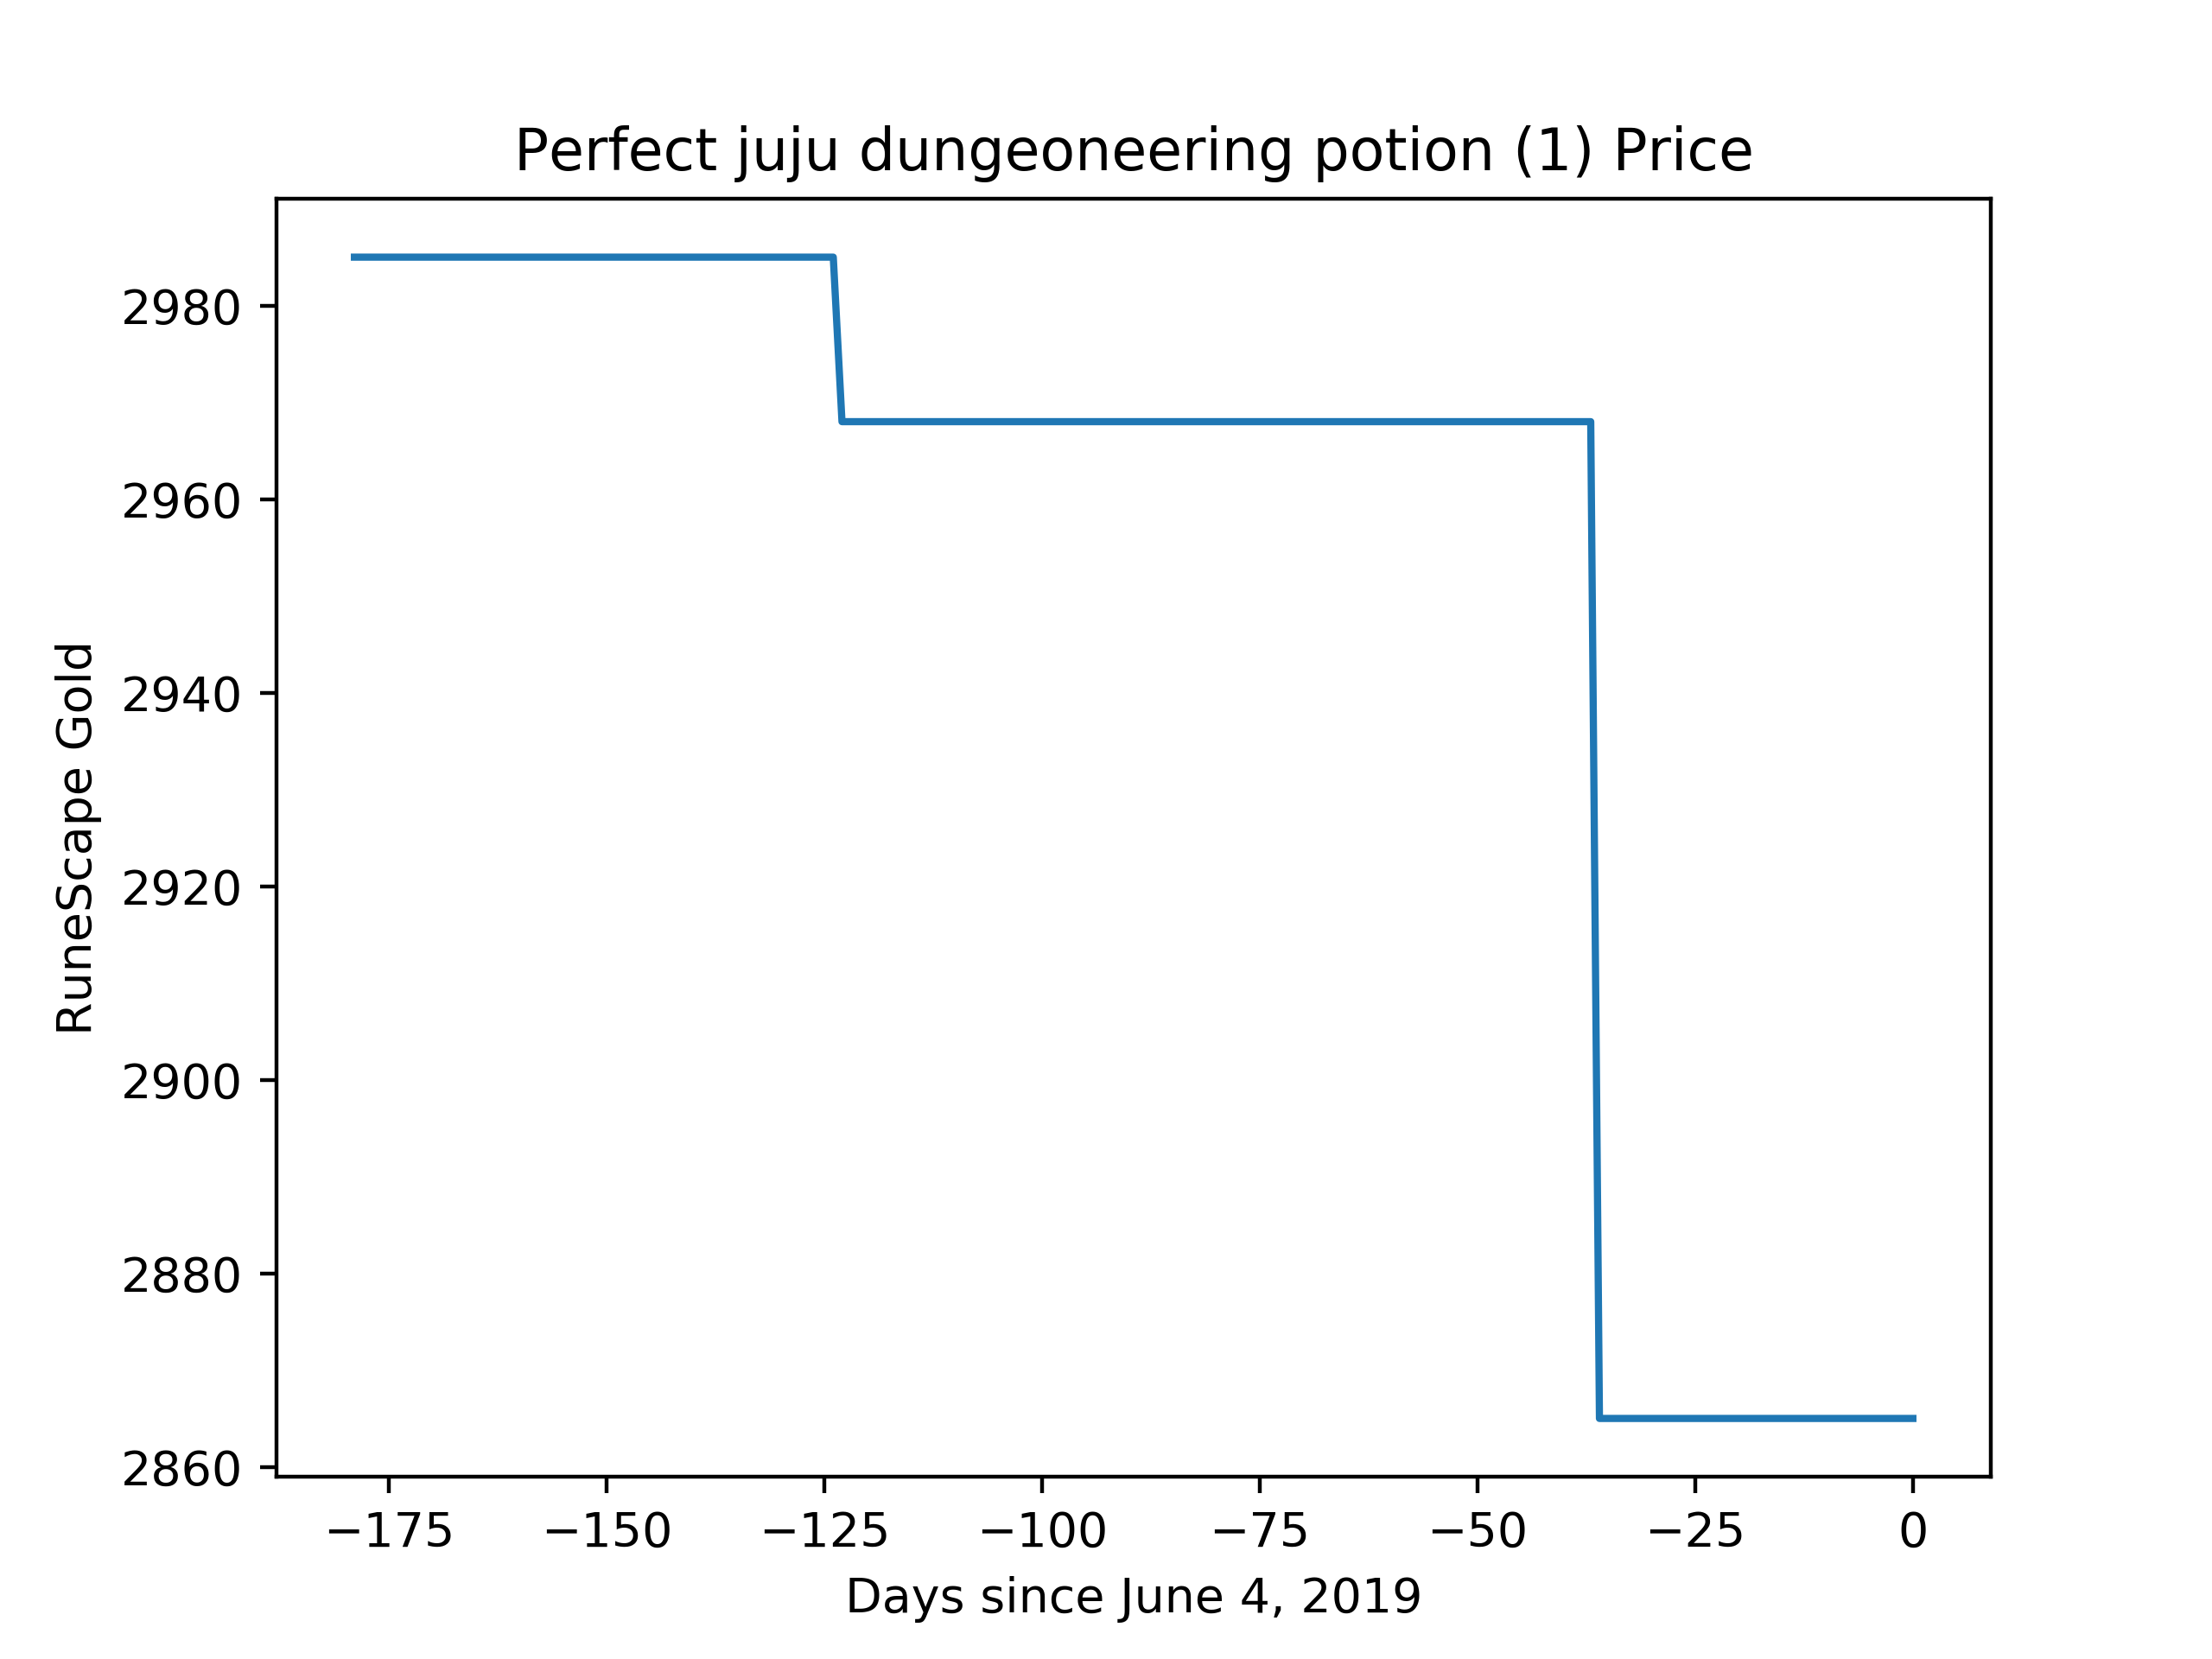 Perfect juju dungeoneering potion (1) Price
RuneScape Gold
2980
2960
2940
2920
2900
2880
2860
−175 −150 −125 −100 −75 −50 −25 0
Days since June 4, 2019